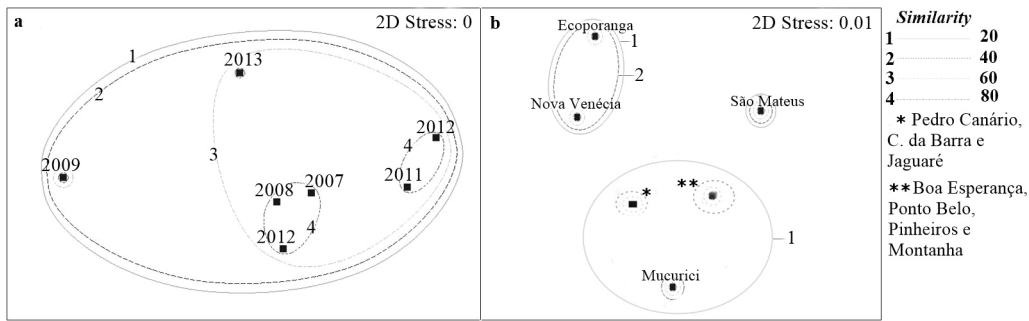 a
2D Stress: 0
1
2
2013
3
2012
4
2011
2009
2008
2007
2012
4
b
2D Stress: 0.01
Ecoporanga
1
2
Nova Venécia
São Mateus
*
**
1
Mucurici
Similarity
1 20
2 40
3 60
4 80
* Pedro Canário,
C. da Barra e
Jaguaré
**Boa Esperança,
Ponto Belo,
Pinheiros e
Montanha